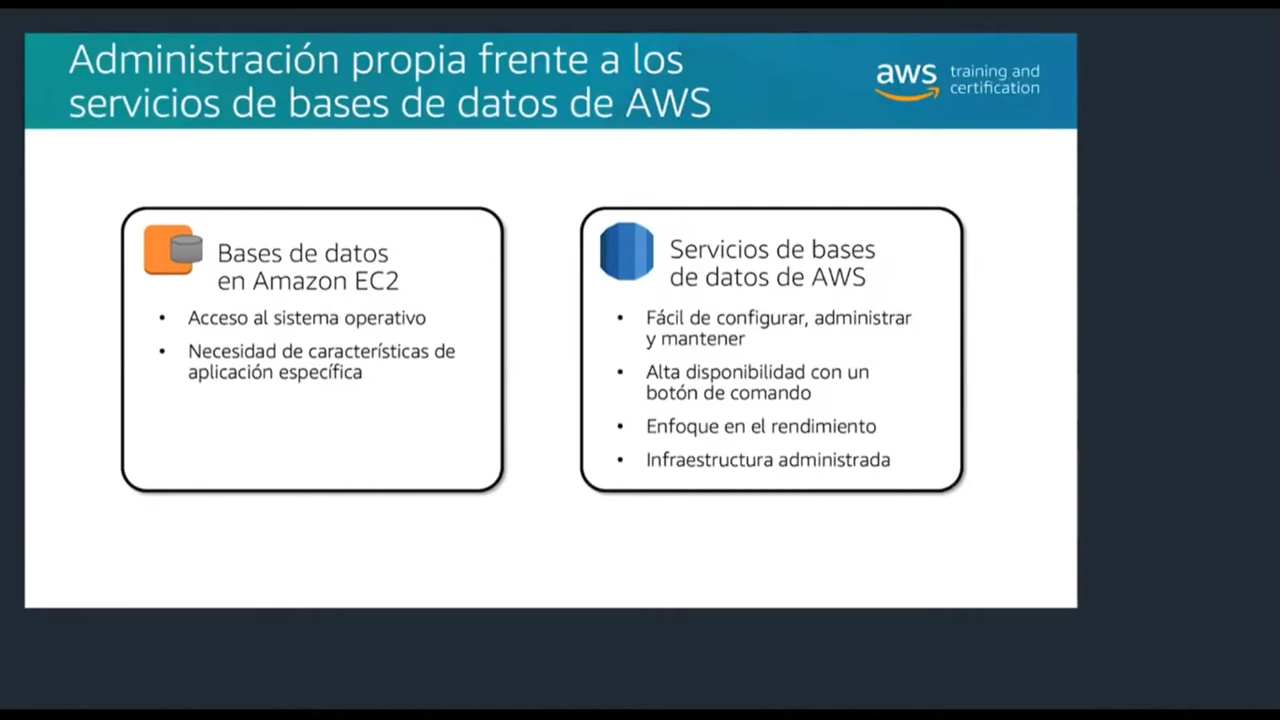 Administración propia frente a los
servicios de bases de datos de AWS
aws training and
certification
Bases de datos
en Amazon EC2
• Acceso al sistema operativo
• Necesidad de características de
aplicación específica
Servicios de bases
de datos de AWS
• Fácil de configurar, administrar
y mantener
• Alta disponibilidad con un
botón de comando
• Enfoque en el rendimiento
• Infraestructura administrada